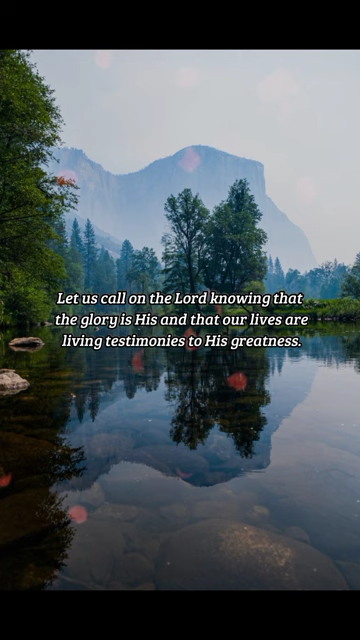 Let us call on the Lord knowing that
the glory is His and that our lives are
living testimonies to His greatness.